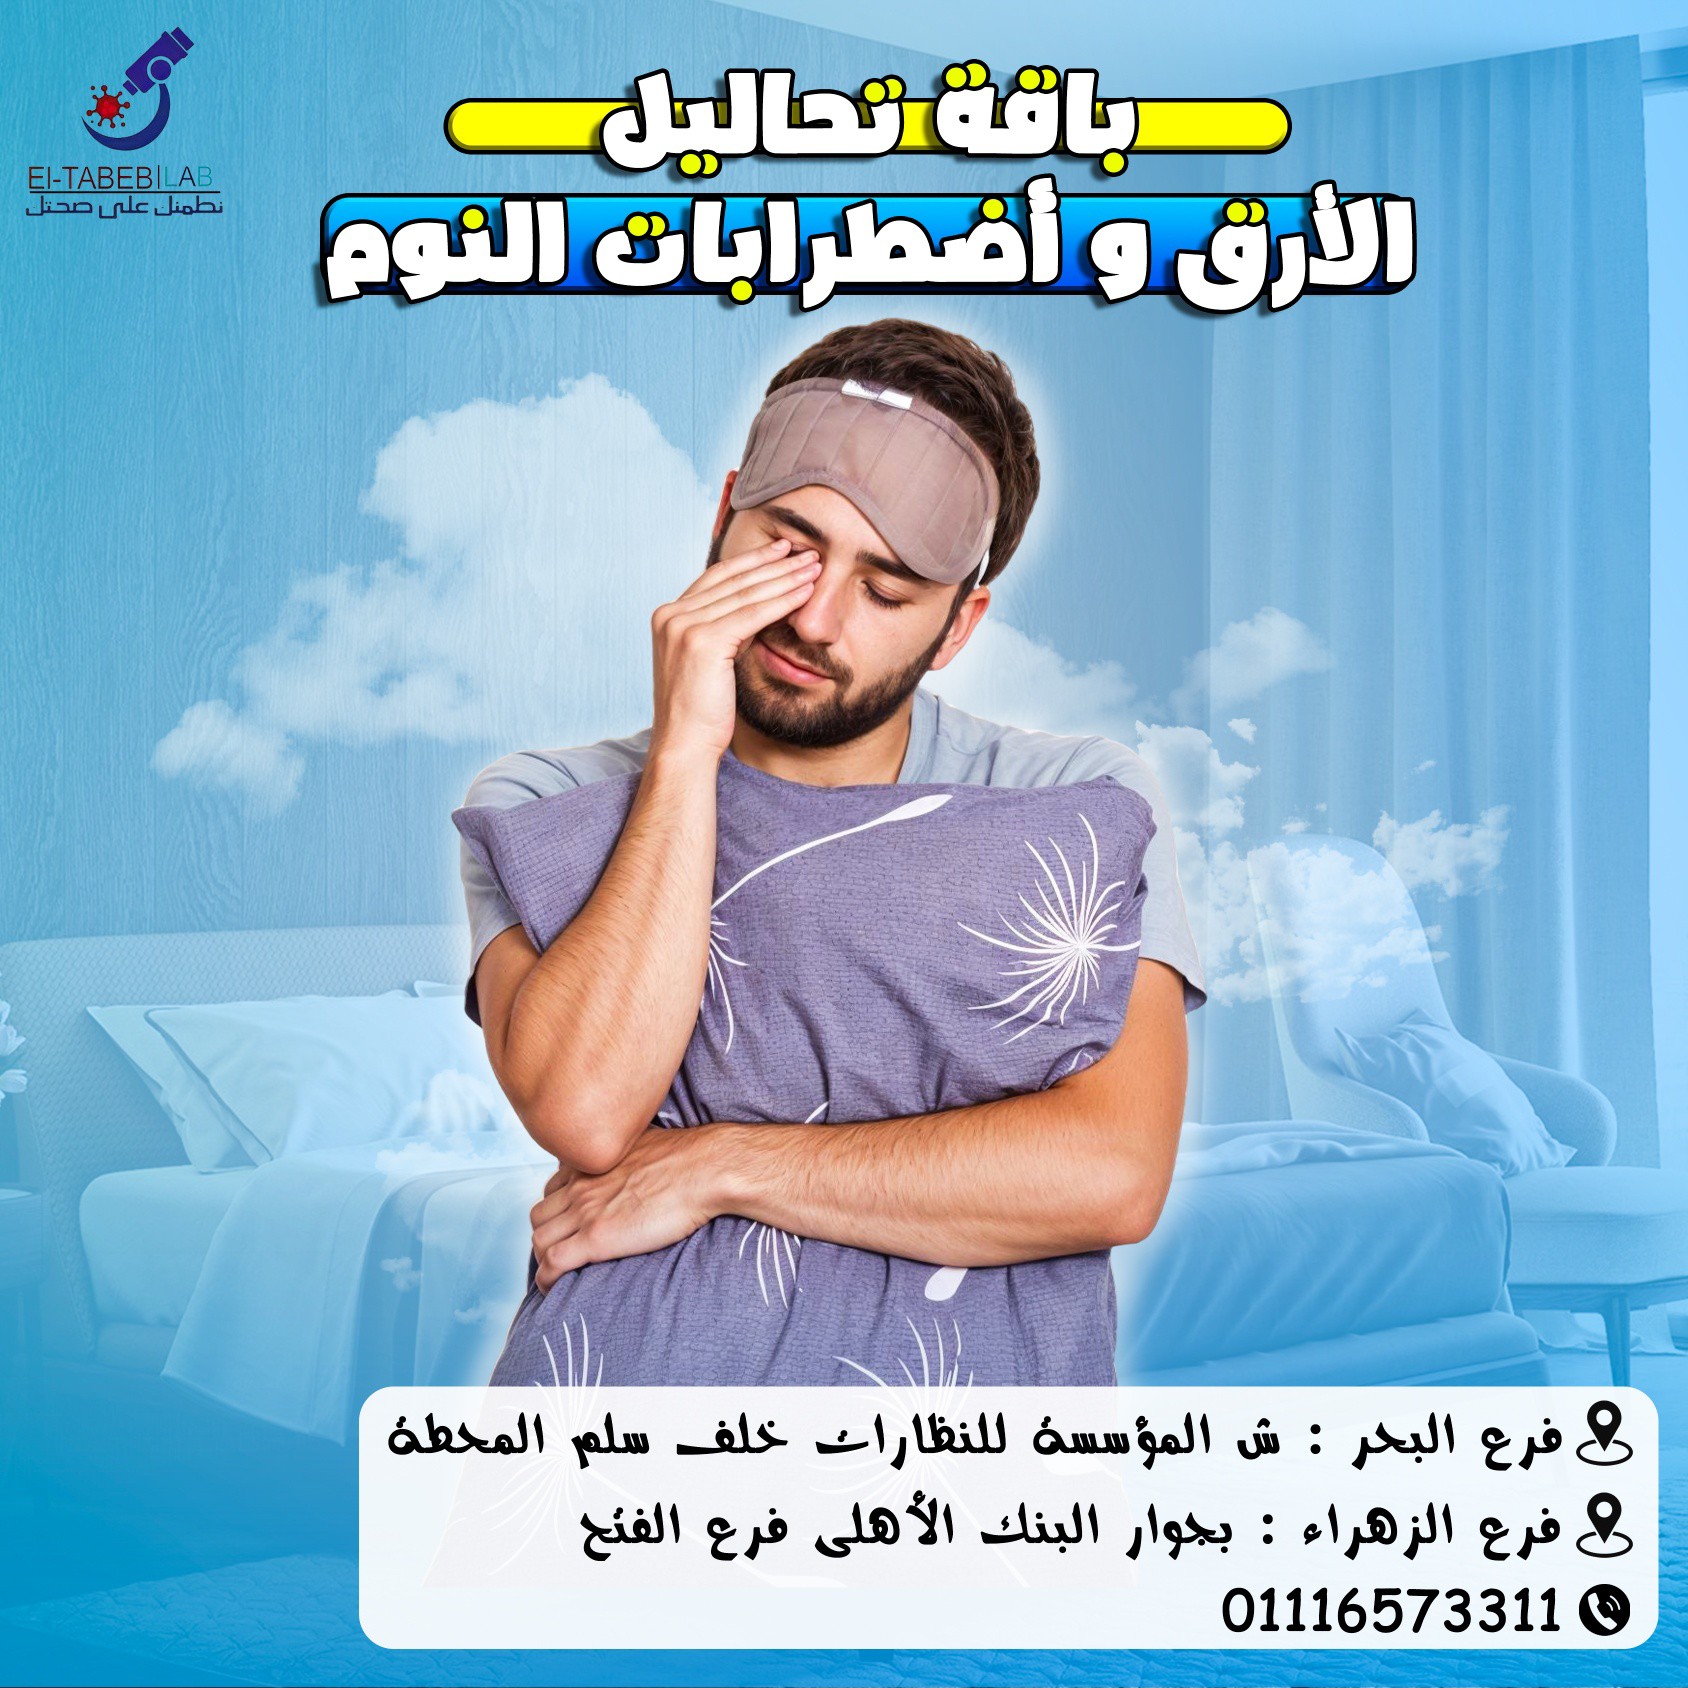 El-TABEB|LAB
نطمنك على صحتك
باقة تحاليل
الأرق و أضطرابات النوم
فرع البحر : ش المؤسسة للنظارات خلف سلم المحطة
فرع الزهراء : بجوار البنك الأهلى فرع الفتح
01116573311